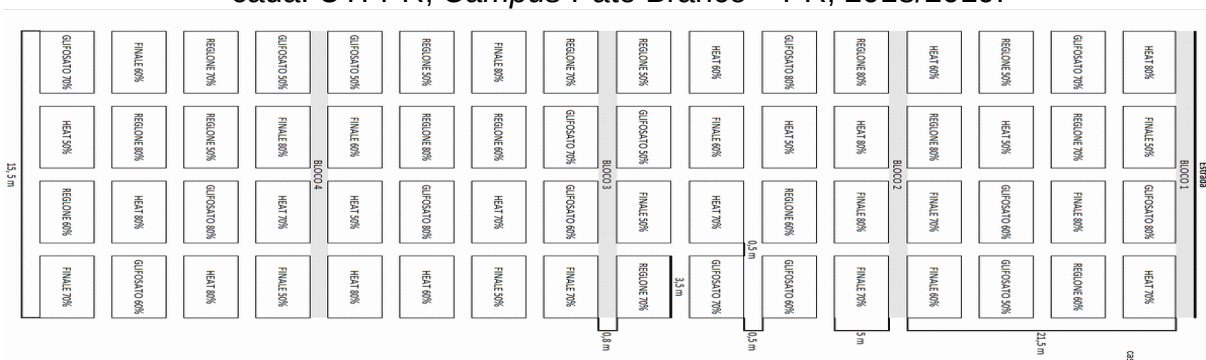 cada. UTFPR, Campus Pato Branco – PR, 2018/2019.
GLIFOSATO 70%
FINALE 60%
REGLONE 70%
GLIFOSATO 50%
GLIFOSATO 50%
REGLONE 50%
FINALE 80%
REGLONE 70%
REGLONE 50%
HEAT 60%
GLIFOSATO 80%
REGLONE 80%
HEAT 60%
REGLONE 50%
GLIFOSATO 70%
HEAT 80%
HEAT 50%
REGLONE 80%
REGLONE 50%
FINALE 80%
FINALE 60%
REGLONE 80%
REGLONE 60%
GLIFOSATO 70%
GLIFOSATO 50%
FINALE 60%
HEAT 50%
HEAT 80%
REGLONE 80%
HEAT 50%
REGLONE 70%
FINALE 50%
Estrada
15,5 m
BLOCO 4
BLOCO 3
BLOCO 2
BLOCO 1
REGLONE 60%
HEAT 80%
GLIFOSATO 80%
HEAT 70%
HEAT 50%
GLIFOSATO 80%
HEAT 70%
GLIFOSATO 60%
FINALE 50%
HEAT 70%
REGLONE 60%
FINALE 80%
FINALE 70%
GLIFOSATO 60%
FINALE 80%
GLIFOSATO 80%
0,5 m
FINALE 70%
GLIFOSATO 60%
HEAT 80%
FINALE 50%
HEAT 80%
HEAT 60%
FINALE 50%
FINALE 70%
REGLONE 70%
3,5 m
GLIFOSATO 70%
GLIFOSATO 60%
FINALE 70%
FINALE 60%
GLIFOSATO 50%
REGLONE 60%
HEAT 70%
0,8 m
0,5 m
5 m
21,5 m